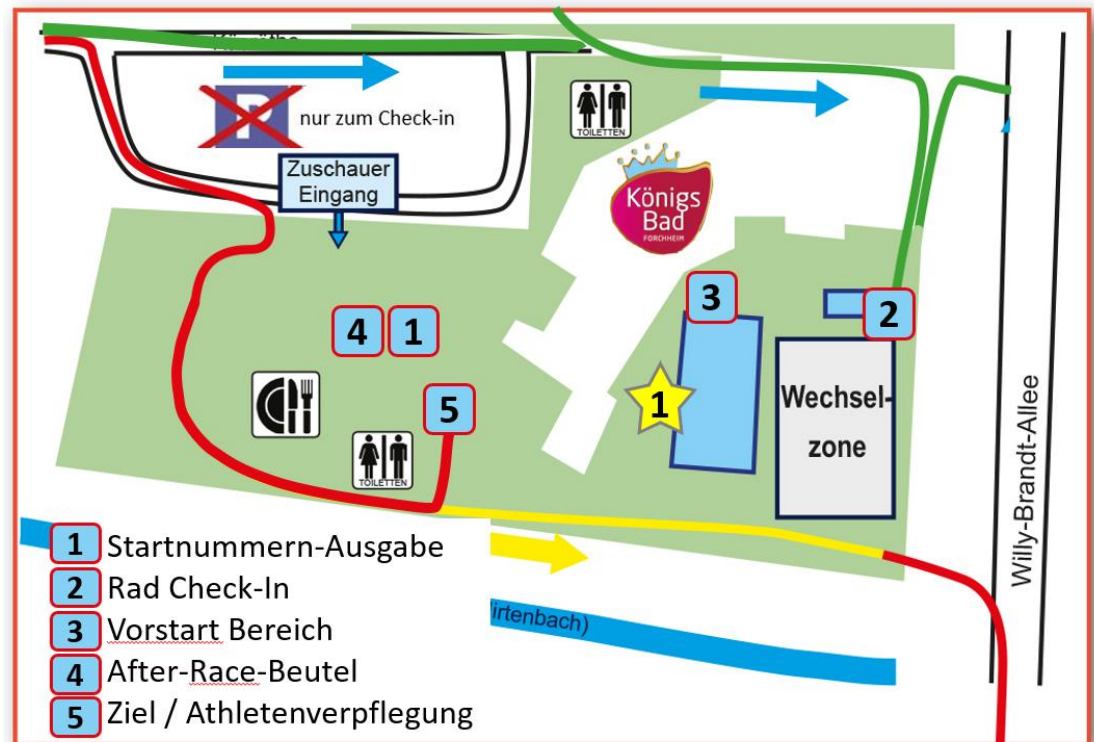 nur zum Check-in
TOILETTEN
Zuschauer
Eingang
Königs
Bad
FORCHHEIM
3
2
4 1
1
5
Wechsel-
zone
TOILETTEN
Willy-Brandt-Allee
1 Startnummern-Ausgabe
2 Rad Check-In
3 Vorstart Bereich
4 After-Race-Beutel
5 Ziel / Athletenverpflegung
irtenbach)